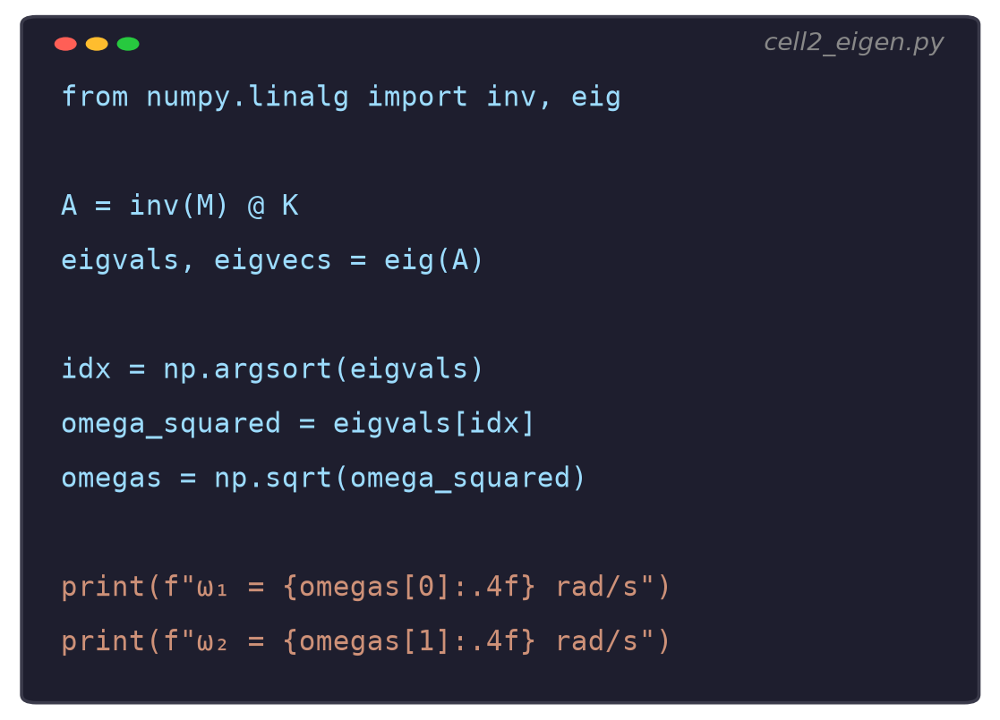 cell2_eigen.py
from numpy.linalg import inv, eig
A = inv(M) @ K
eigvals, eigvecs = eig(A)
idx = np.argsort(eigvals)
omega_squared = eigvals[idx]
omegas = np.sqrt(omega_squared)
print(f"ω₁ = {omegas[0]:.4f} rad/s")
print(f"ω₂ = {omegas[1]:.4f} rad/s")